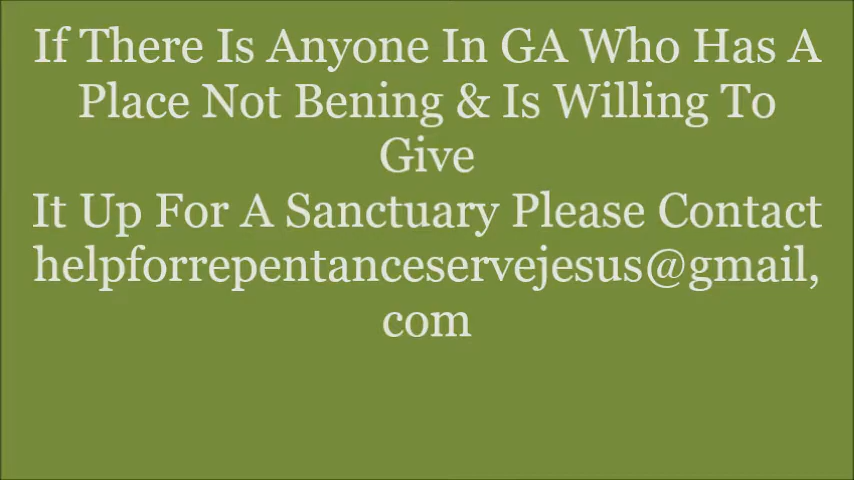 If There Is Anyone In GA Who Has A
Place Not Bening & Is Willing To
Give
It Up For A Sanctuary Please Contact
helpforrepentanceservejesus@gmail,
com